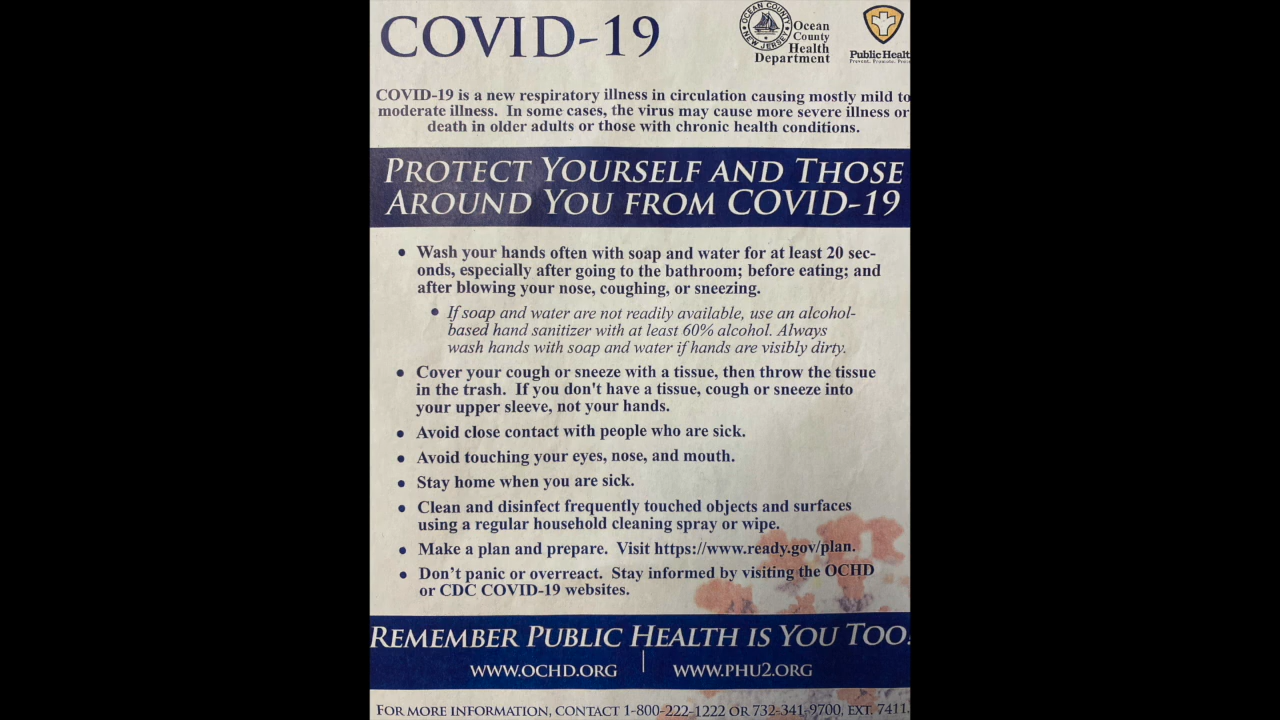 COVID-19
OCEAN COUNTY
NEW JERSEY
Ocean
County
Health
Department
Public Healt
Prevent. Promote. Prote
COVID-19 is a new respiratory illness in circulation causing mostly mild to
moderate illness. In some cases, the virus may cause more severe illness or
death in older adults or those with chronic health conditions.
PROTECT YOURSELF AND THOSE
AROUND YOU FROM COVID-19
• Wash your hands often with soap and water for at least 20 sec-
onds, especially after going to the bathroom; before eating; and
after blowing your nose, coughing, or sneezing.
• If soap and water are not readily available, use an alcohol-
based hand sanitizer with at least 60% alcohol. Always
wash hands with soap and water if hands are visibly dirty.
• Cover your cough or sneeze with a tissue, then throw the tissue
in the trash. If you don't have a tissue, cough or sneeze into
your upper sleeve, not your hands.
• Avoid close contact with people who are sick.
• Avoid touching your eyes, nose, and mouth.
• Stay home when you are sick.
• Clean and disinfect frequently touched objects and surfaces
using a regular household cleaning spray or wipe.
• Make a plan and prepare. Visit https://www.ready.gov/plan.
• Don't panic or overreact. Stay informed by visiting the OCHD
or CDC COVID-19 websites.
REMEMBER PUBLIC HEALTH IS YOU TOO!
WWW.OCHD.ORG | WWW.PHU2.ORG
FOR MORE INFORMATION, CONTACT 1-800-222-1222 OR 732-341-9700, EXT. 7411.